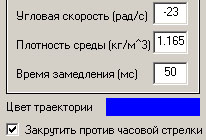 Угловая скорость (рад/с) -23
Плотность среды (кг/м^3) 1.165
Время замедления (мс) 50
Цвет траектории
Закрутить против часовой стрелки